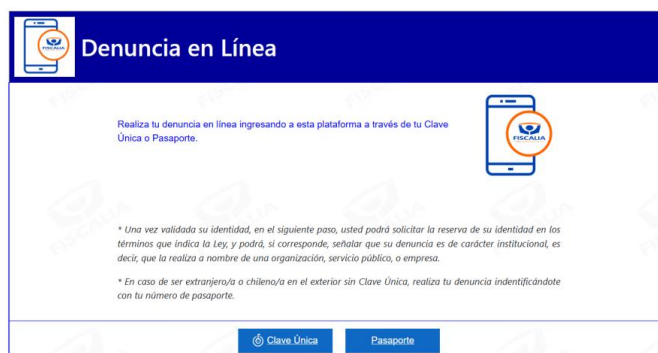 FISCALIA
Denuncia en Línea
Realiza tu denuncia en línea ingresando a esta plataforma a través de tu Clave
Única o Pasaporte.
FISCALIA
* Una vez validada su identidad, en el siguiente paso, usted podrá solicitar la reserva de su identidad en los
términos que indica la Ley, y podrá, si corresponde, señalar que su denuncia es de carácter institucional, es
decir, que la realiza a nombre de una organización, servicio público, o empresa.
* En caso de ser extranjero/a o chileno/a en el exterior sin Clave Única, realiza tu denuncia indentificándote
con tu número de pasaporte.
Clave Única
Pasaporte